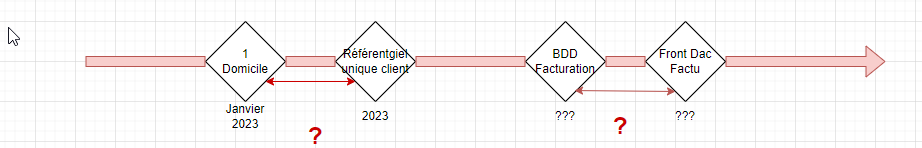 1
Domicile
Référentgiel
unique client
BDD
Facturation
Front Dac
Factu
Janvier
2023
2023
???
???
?
?